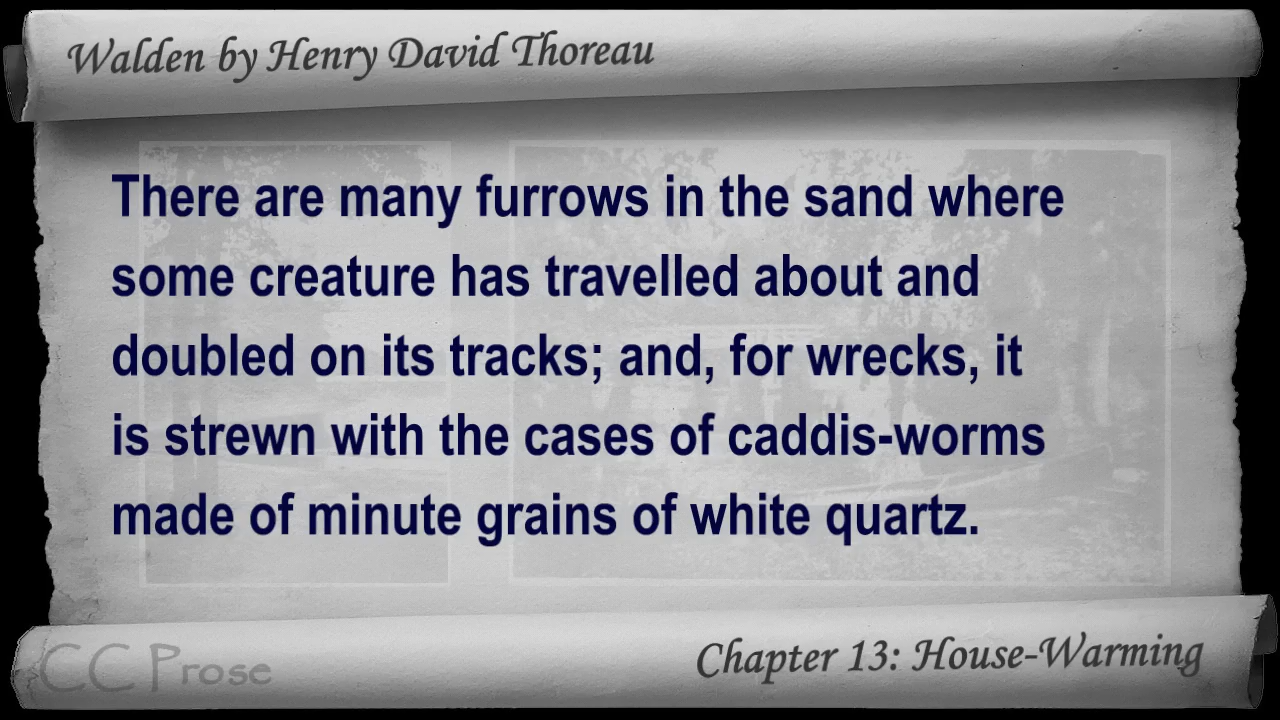 Walden by Henry David Thoreau
There are many furrows in the sand where
some creature has travelled about and
doubled on its tracks; and, for wrecks, it
is strewn with the cases of caddis-worms
made of minute grains of white quartz.
CC Prose
Chapter 13: House-Warming